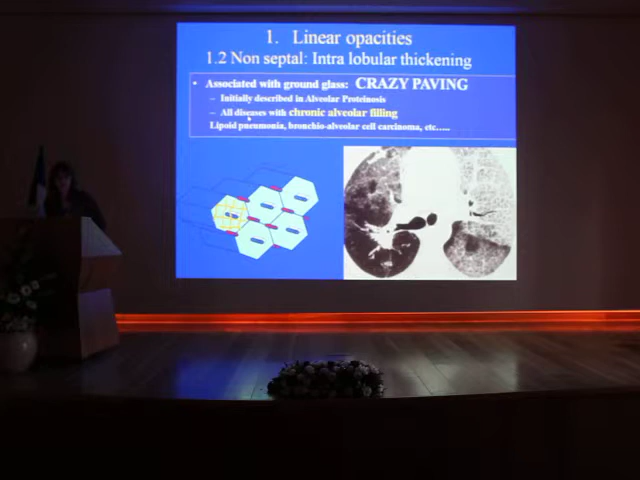 1. Linear opacities
1.2 Non septal: Intra lobular thickening
• Associated with ground glass: CRAZY PAVING
– Initially described in Alveolar Proteinosis
– All diseases with chronic alveolar filling
Lipoid pneumonia, bronchio-alveolar cell carcinoma, etc…..